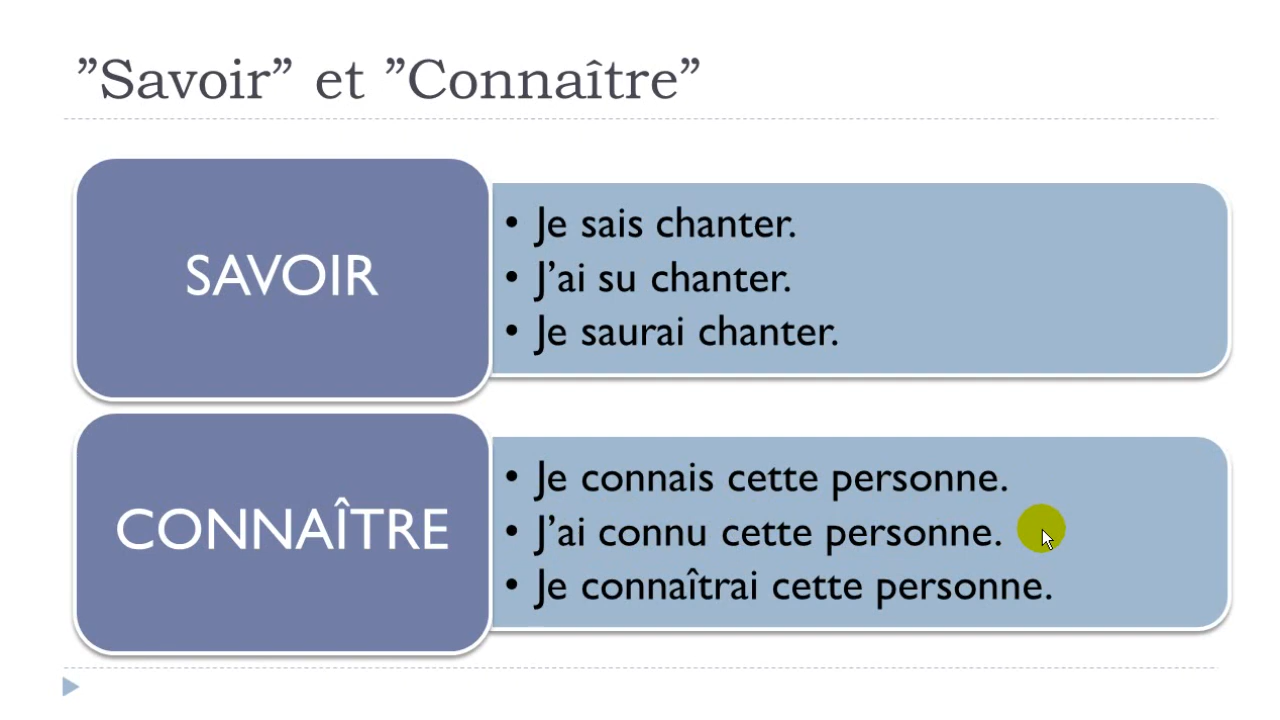 ”Savoir” et ”Connaître”
SAVOIR
• Je sais chanter.
• J’ai su chanter.
• Je saurai chanter.
CONNAÎTRE
• Je connais cette personne.
• J’ai connu cette personne.
• Je connaîtrai cette personne.